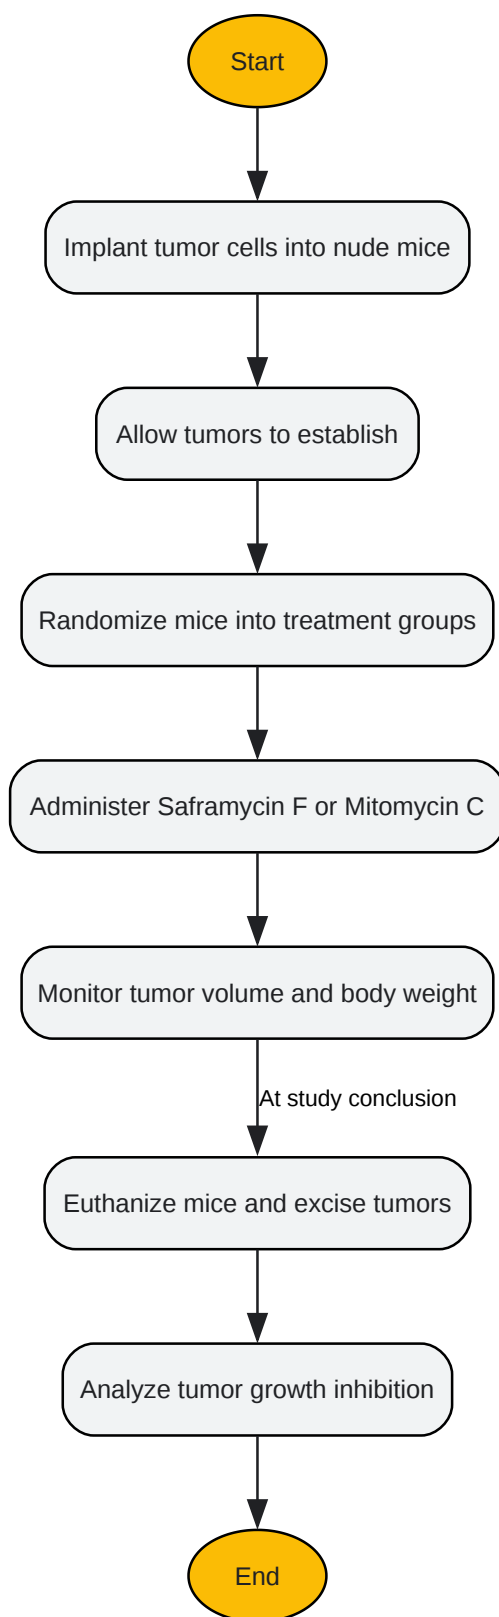 Start
Implant tumor cells into nude mice
Allow tumors to establish
Randomize mice into treatment groups
Administer Saframycin F or Mitomycin C
Monitor tumor volume and body weight
At study conclusion
Euthanize mice and excise tumors
Analyze tumor growth inhibition
End